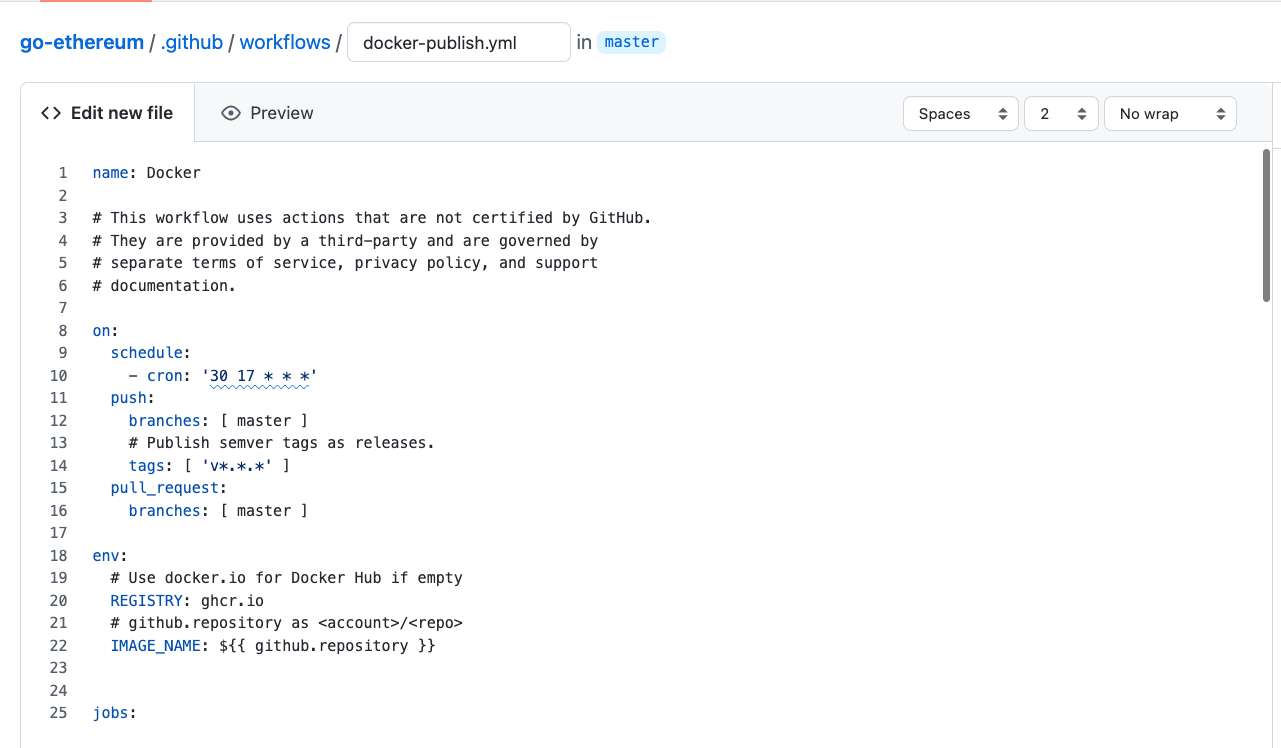 go-ethereum / .github / workflows / docker-publish.yml in master
<> Edit new file Preview Spaces 2 No wrap
1 name: Docker
2
3 # This workflow uses actions that are not certified by GitHub.
4 # They are provided by a third-party and are governed by
5 # separate terms of service, privacy policy, and support
6 # documentation.
7
8 on:
9   schedule:
10     - cron: '30 17 * * *'
11   push:
12     branches: [ master ]
13     # Publish semver tags as releases.
14     tags: [ 'v*.*.*' ]
15   pull_request:
16     branches: [ master ]
17
18 env:
19   # Use docker.io for Docker Hub if empty
20   REGISTRY: ghcr.io
21   # github.repository as <account>/<repo>
22   IMAGE_NAME: ${{ github.repository }}
23
24
25 jobs: